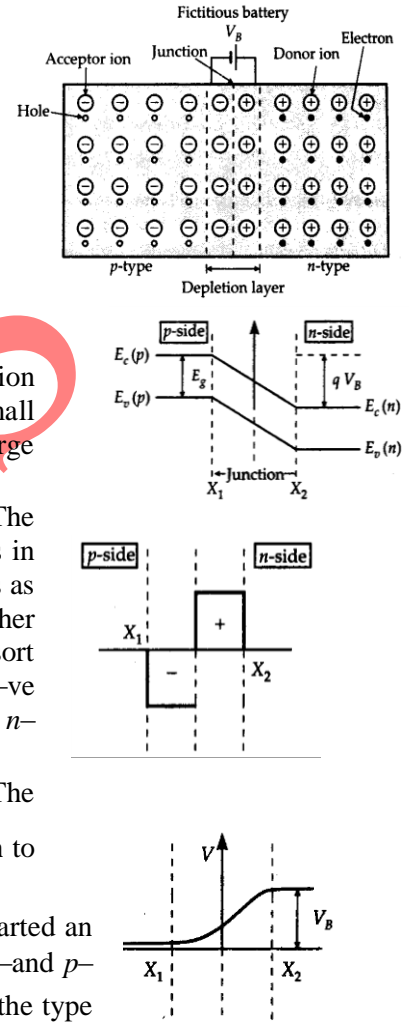 Fictitious battery
V_B
Junction
Electron
Acceptor ion
Donor ion
Hole
p-type
n-type
Depletion layer
p-side
n-side
E_c(p)
E_g
q V_B
E_v(p)
E_c(n)
E_v(n)
Junction
X_1
X_2
ion
nall
rge
The
s in
s as
her
sort
–ve
n–
The
n to
arted an
–and p–
the type
p-side
n-side
X_1
+
–
X_2
V
V_B
X_1
X_2